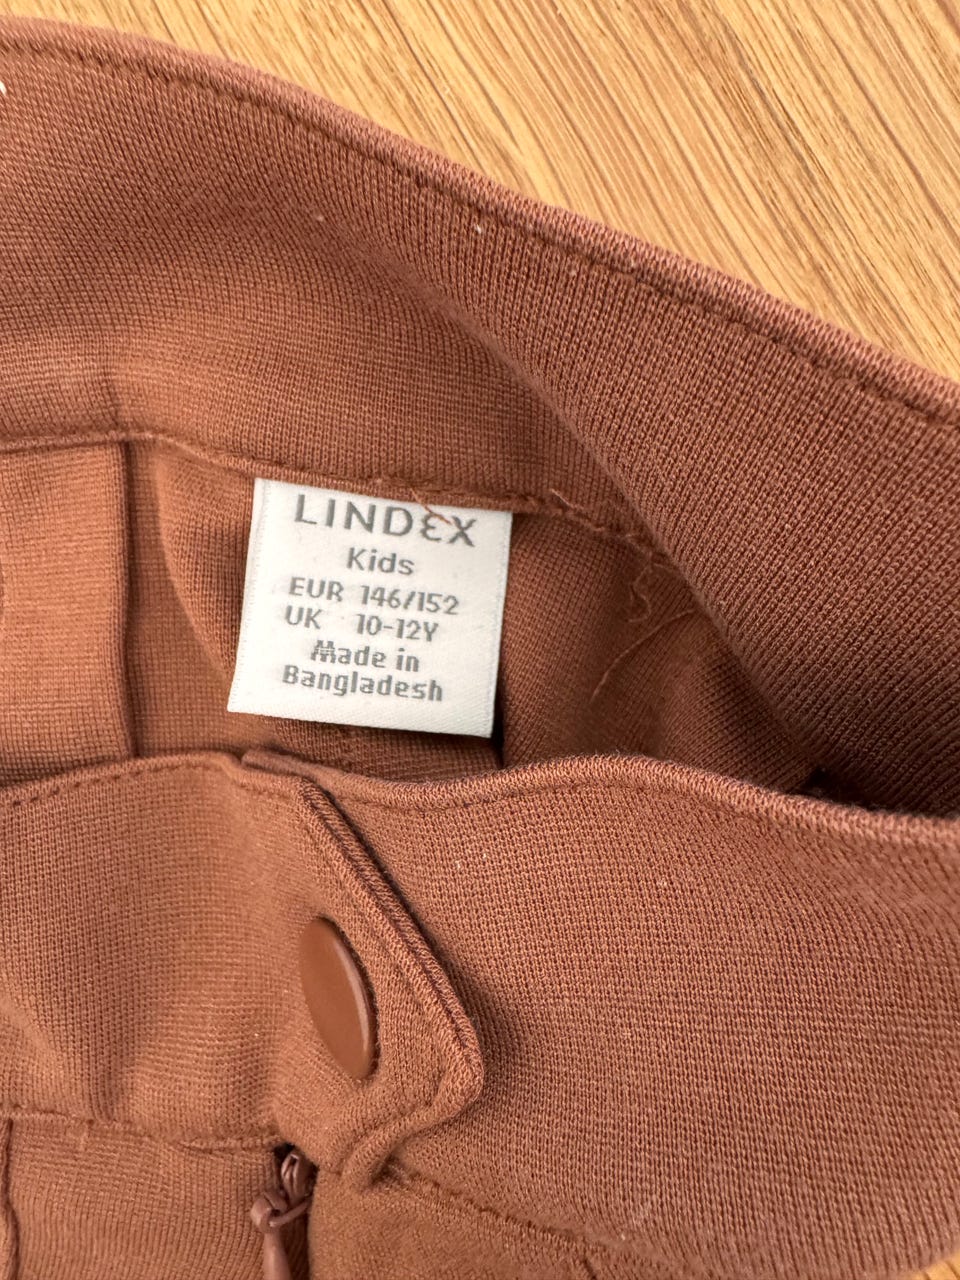 LINDEX
Kids
EUR 146/152
UK 10-12Y
Made in
Bangladesh